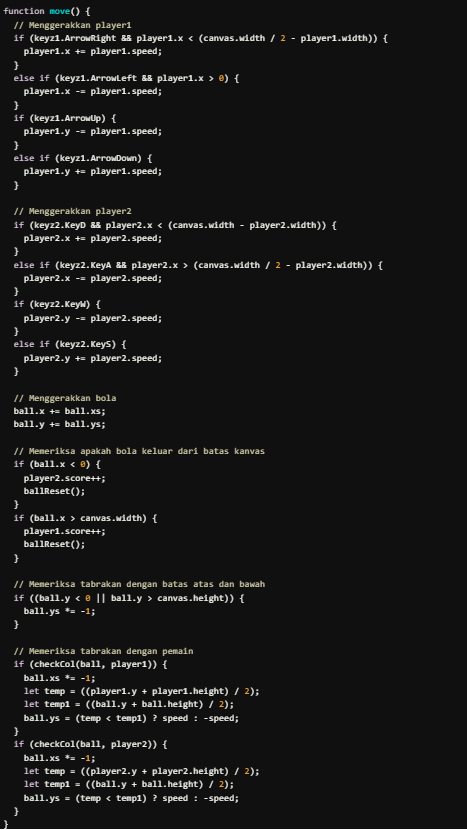 function move() {
  // Menggerakkan player1
  if (keyz1.ArrowRight && player1.x < (canvas.width / 2 - player1.width)) {
    player1.x += player1.speed;
  }
  else if (keyz1.ArrowLeft && player1.x > 0) {
    player1.x -= player1.speed;
  }
  if (keyz1.ArrowUp) {
    player1.y -= player1.speed;
  }
  else if (keyz1.ArrowDown) {
    player1.y += player1.speed;
  }

  // Menggerakkan player2
  if (keyz2.KeyD && player2.x < (canvas.width - player2.width)) {
    player2.x += player2.speed;
  }
  else if (keyz2.KeyA && player2.x > (canvas.width / 2 - player2.width)) {
    player2.x -= player2.speed;
  }
  if (keyz2.KeyW) {
    player2.y -= player2.speed;
  }
  else if (keyz2.KeyS) {
    player2.y += player2.speed;
  }

  // Menggerakkan bola
  ball.x += ball.xs;
  ball.y += ball.ys;

  // Memeriksa apakah bola keluar dari batas kanvas
  if (ball.x < 0) {
    player2.score++;
    ballReset();
  }
  if (ball.x > canvas.width) {
    player1.score++;
    ballReset();
  }

  // Memeriksa tabrakan dengan batas atas dan bawah
  if ((ball.y < 0 || ball.y > canvas.height)) {
    ball.ys *= -1;
  }

  // Memeriksa tabrakan dengan pemain
  if (checkCol(ball, player1)) {
    ball.xs *= -1;
    let temp = ((player1.y + player1.height) / 2);
    let temp1 = ((ball.y + ball.height) / 2);
    ball.ys = (temp < temp1) ? speed : -speed;
  }
  if (checkCol(ball, player2)) {
    ball.xs *= -1;
    let temp = ((player2.y + player2.height) / 2);
    let temp1 = ((ball.y + ball.height) / 2);
    ball.ys = (temp < temp1) ? speed : -speed;
  }
}